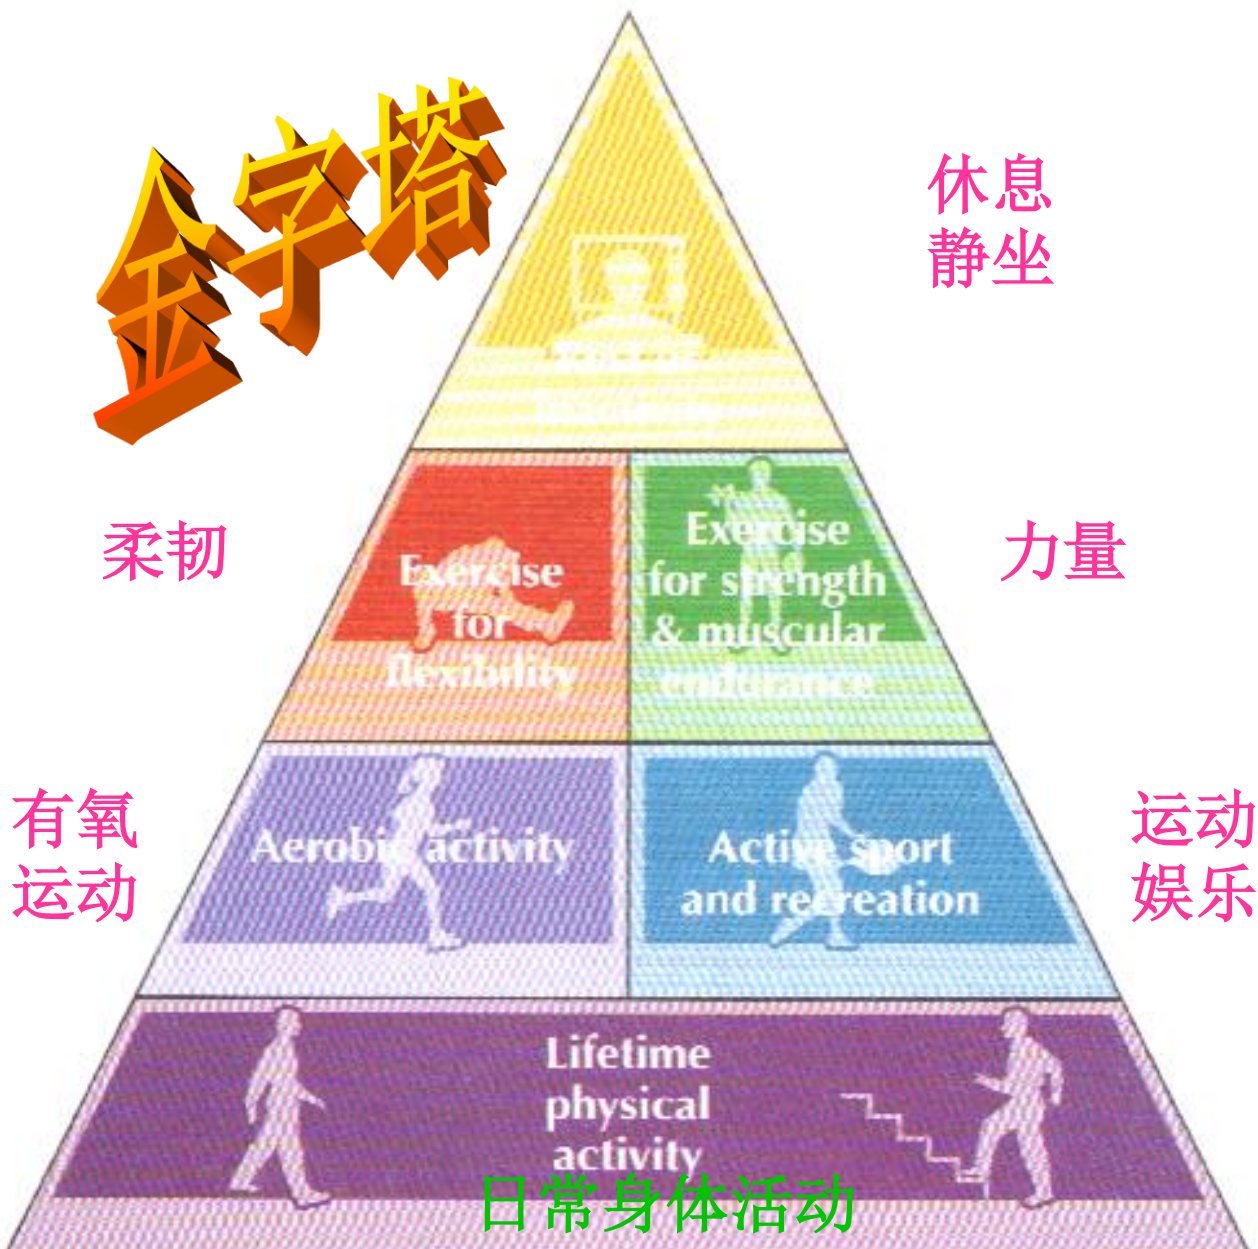 金字塔
休息
静坐
柔韧
Exercise
for
flexibility
Exercise
for strength
& muscular
endurance
力量
有氧
运动
Aerobic activity
Active sport
and recreation
运动
娱乐
Lifetime
physical
activity
日常身体活动